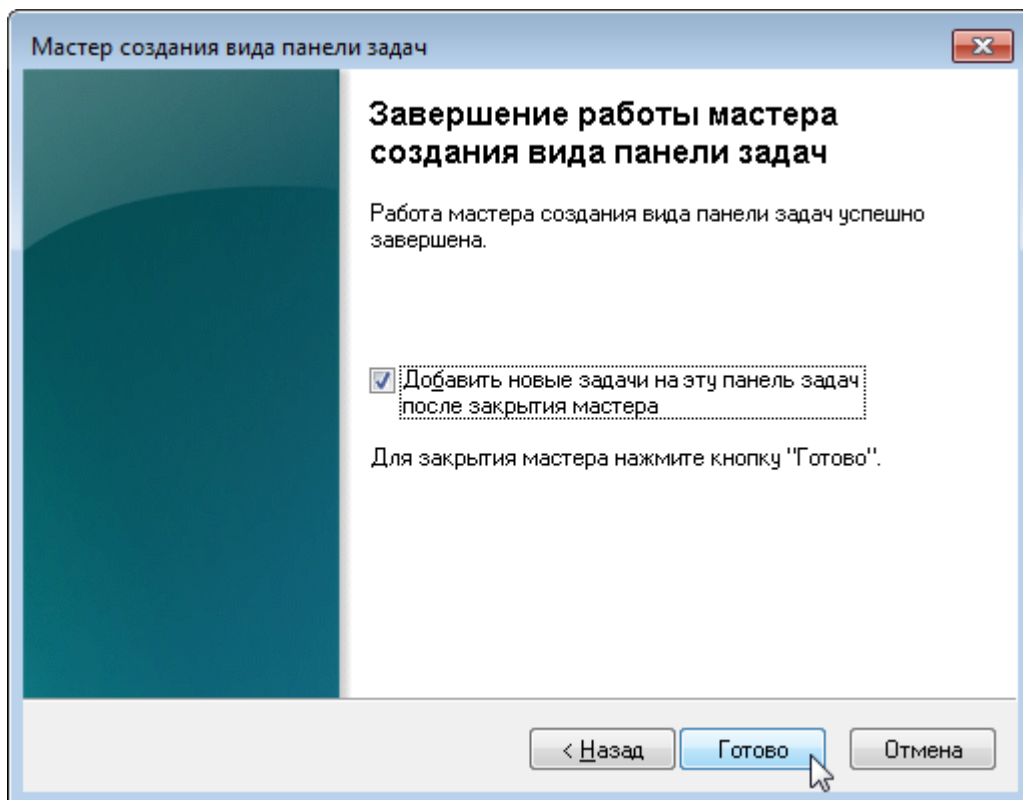 Мастер создания вида панели задач
Завершение работы мастера
создания вида панели задач
Работа мастера создания вида панели задач успешно
завершена.
Добавить новые задачи на эту панель задач
после закрытия мастера
Для закрытия мастера нажмите кнопку "Готово".
< Назад
Готово
Отмена